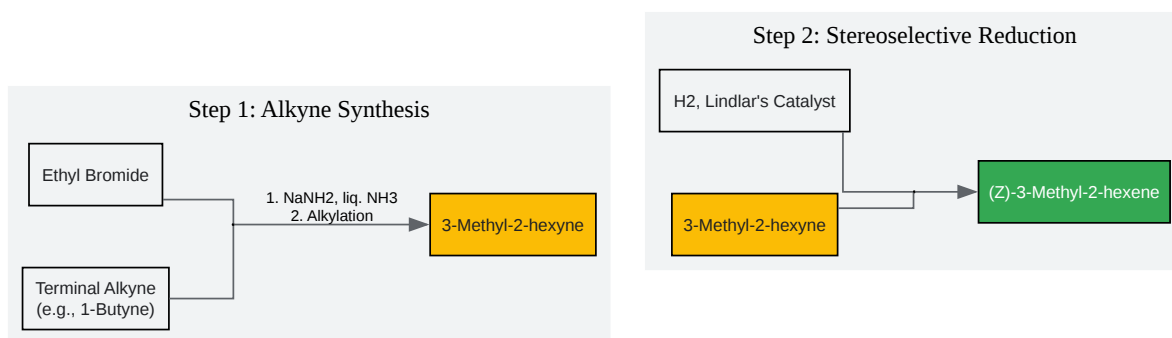 Step 1: Alkyne Synthesis
Ethyl Bromide
1. NaNH2, liq. NH3
2. Alkylation
3-Methyl-2-hexyne
Terminal Alkyne
(e.g., 1-Butyne)
Step 2: Stereoselective Reduction
H2, Lindlar's Catalyst
(Z)-3-Methyl-2-hexene
3-Methyl-2-hexyne